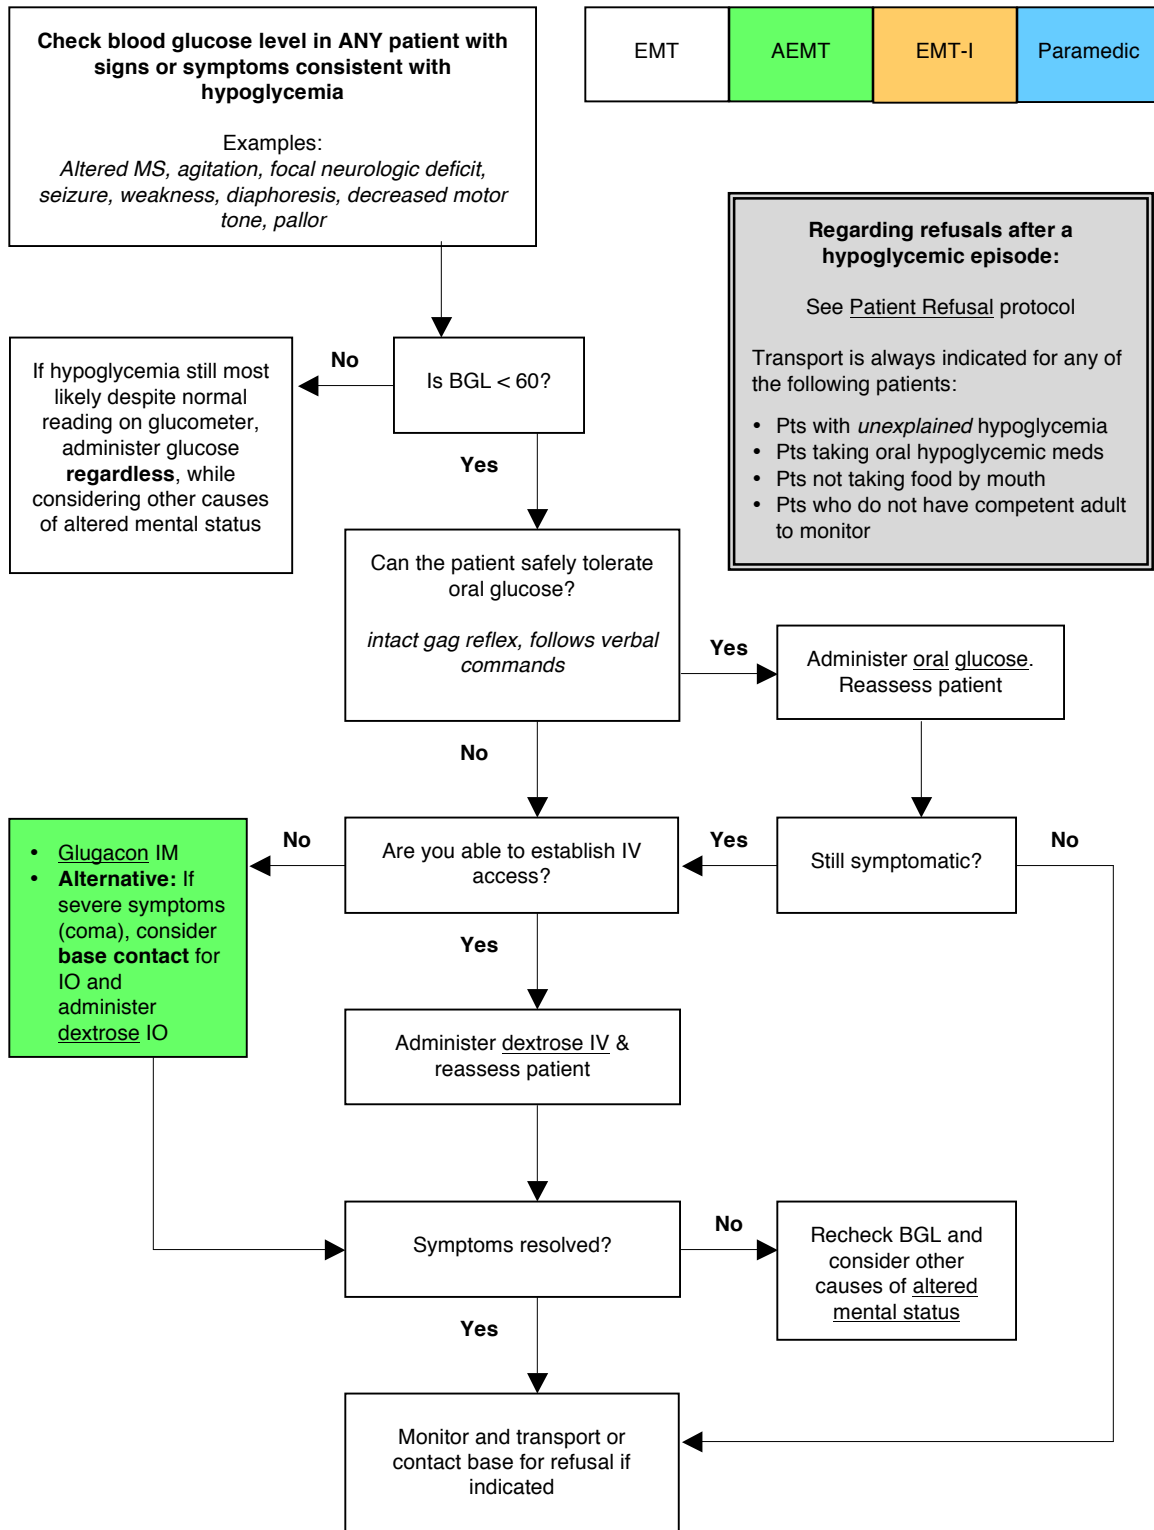 Check blood glucose level in ANY patient with
signs or symptoms consistent with
hypoglycemia
Examples:
Altered MS, agitation, focal neurologic deficit,
seizure, weakness, diaphoresis, decreased motor
tone, pallor
EMT
AEMT
EMT-I
Paramedic
Regarding refusals after a
hypoglycemic episode:
See Patient Refusal protocol
Transport is always indicated for any of
the following patients:
• Pts with unexplained hypoglycemia
• Pts taking oral hypoglycemic meds
• Pts not taking food by mouth
• Pts who do not have competent adult
to monitor
If hypoglycemia still most
likely despite normal
reading on glucometer,
administer glucose
regardless, while
considering other causes
of altered mental status
No
Is BGL < 60?
Yes
Can the patient safely tolerate
oral glucose?
intact gag reflex, follows verbal
commands
Yes
Administer oral glucose.
Reassess patient
No
• Glugacon IM
• Alternative: If
severe symptoms
(coma), consider
base contact for
IO and
administer
dextrose IO
No
Are you able to establish IV
access?
Yes
Still symptomatic?
No
Yes
Administer dextrose IV &
reassess patient
Symptoms resolved?
No
Recheck BGL and
consider other
causes of altered
mental status
Yes
Monitor and transport or
contact base for refusal if
indicated